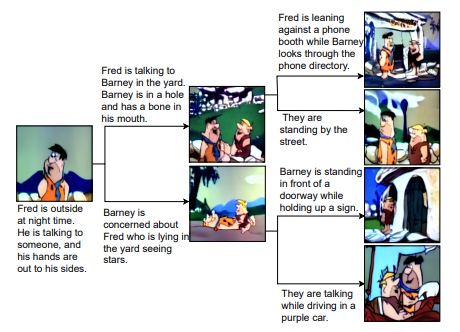 Fred is leaning
against a phone
booth while Barney
looks through the
phone directory.
Fred is talking to
Barney in the yard.
Barney is in a hole
and has a bone in
his mouth.
They are
standing by the
street.
Barney is standing
in front of a
doorway while
holding up a sign.
Fred is outside
at night time.
He is talking to
someone, and
his hands are
out to his sides.
Barney is
concerned about
Fred who is lying in
the yard seeing
stars.
They are talking
while driving in a
purple car.